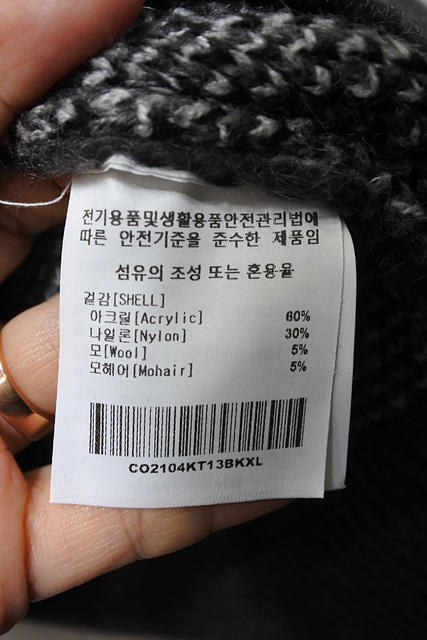 전기용품및생활용품안전관리법에
따른 안전기준을 준수한 제품임
섬유의 조성 또는 혼용율
겉감[SHELL]
아크릴[Acrylic] 60%
나일론[Nylon] 30%
모[Wool] 5%
모헤어[Mohair] 5%
CO2104KT13BKXL